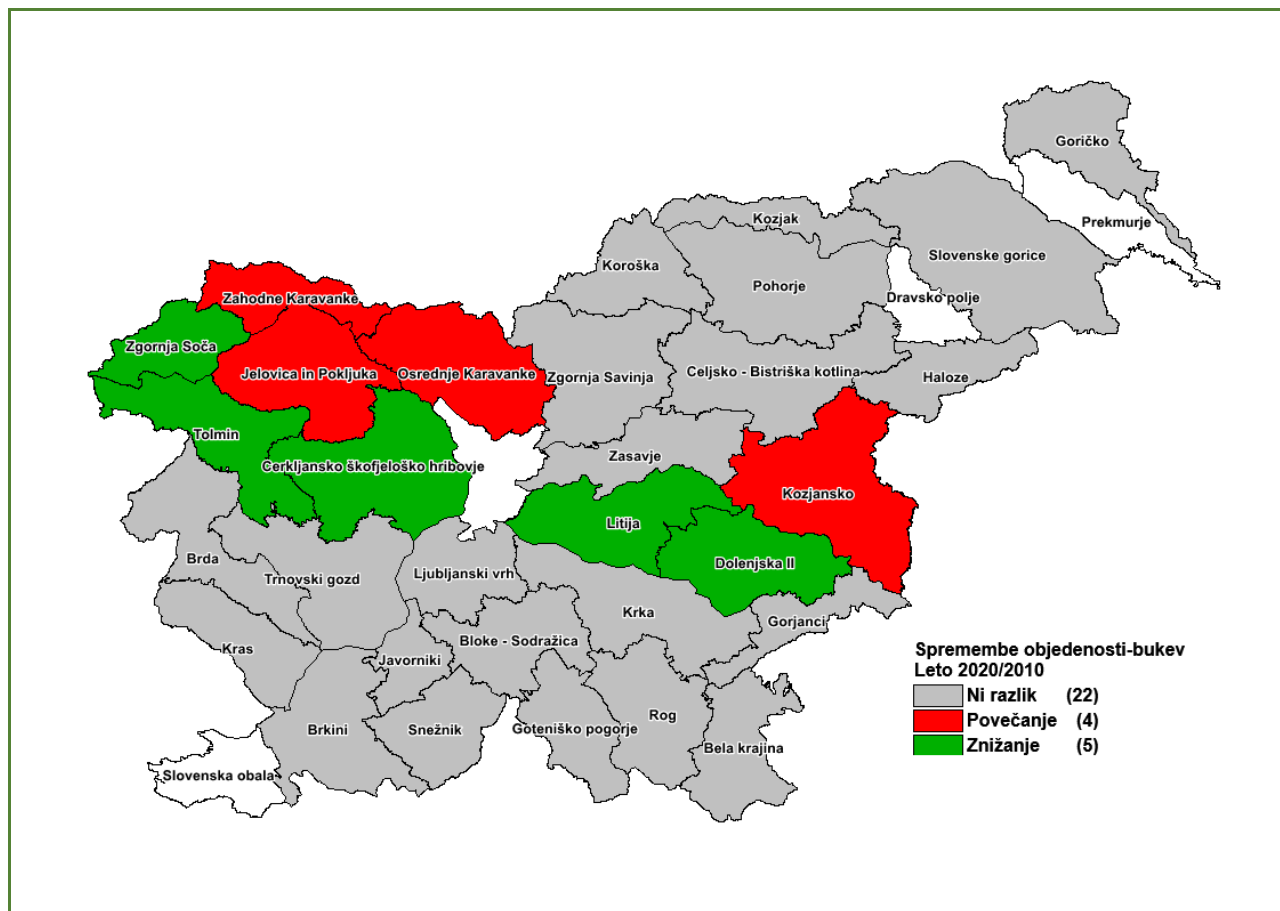 Goričko
Prekmurje
Kozjak
Slovenske gorice
Koroška
Pohorje
Dravsko polje
Zahodne Karavanke
Zgornja Soča
Jelovica in Pokljuka
Osrednje Karavanke
Zgornja Savinja
Celjsko - Bistriška kotlina
Haloze
Tolmin
Cerkljansko škofjeloško hribovje
Zasavje
Kozjansko
Litija
Dolenjska II
Brda
Trnovski gozd
Ljubljanski vrh
Krka
Gorjanci
Kras
Javorniki
Bloke - Sodražica
Brkini
Snežnik
Goteniško pogorje
Rog
Bela krajina
Slovenska obala
Spremembe objedenosti-bukev
Leto 2020/2010
Ni razlik (22)
Povečanje (4)
Znižanje (5)